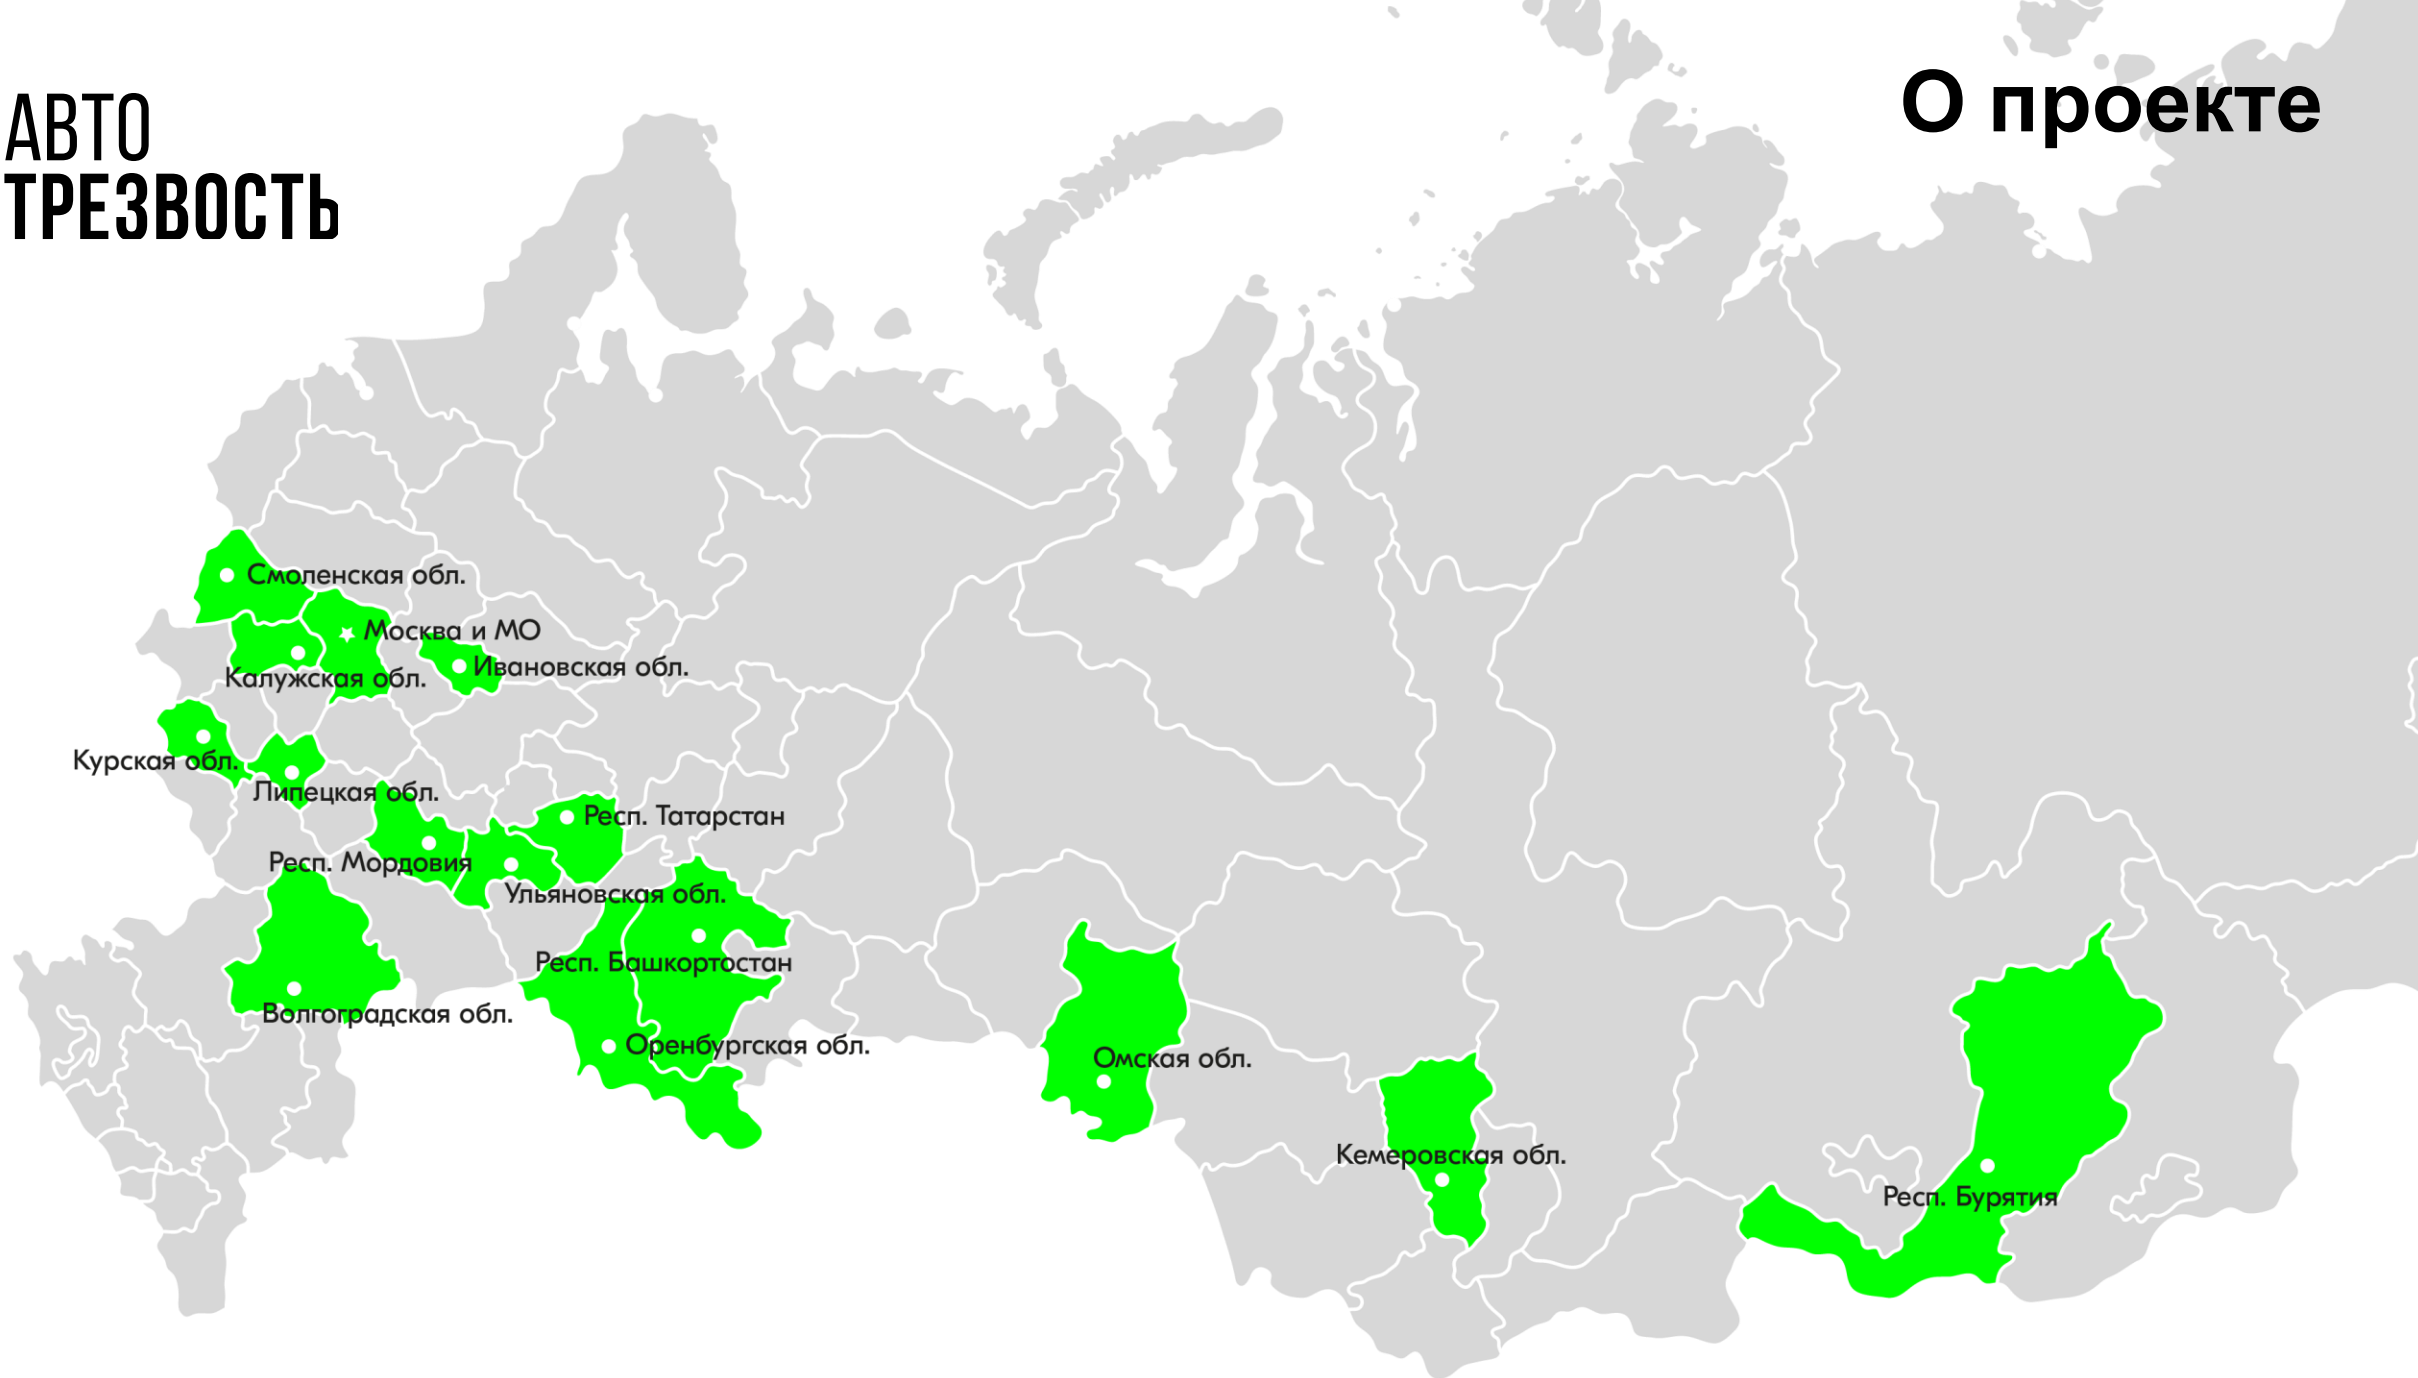 АВТО
ТРЕЗВОСТЬ
О проекте
Смоленская обл.
Москва и МО
Ивановская обл.
Калужская обл.
Курская обл.
Липецкая обл.
Респ. Татарстан
Респ. Мордовия
Ульяновская обл.
Респ. Башкортостан
Волгоградская обл.
Оренбургская обл.
Омская обл.
Кемеровская обл.
Респ. Бурятия